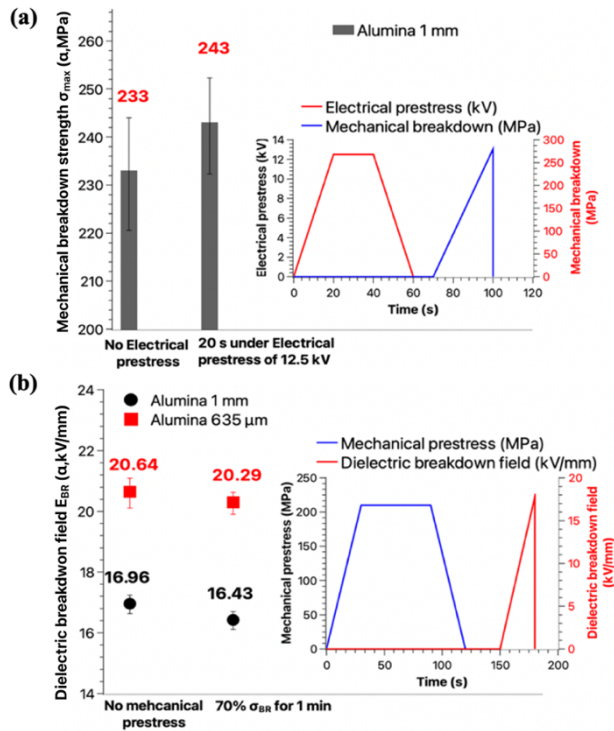 (a)
Mechanical breakdown strength σmax (α,MPa)
260
250
240
230
220
210
200
233
243
Alumina 1 mm
No Electrical
prestress
20 s under Electrical
prestress of 12.5 kV
Electrical prestress (kV)
Mechanical breakdown (MPa)
Electrical prestress (kV)
14
12
10
8
6
4
2
0
300
250
200
150
100
50
0
Mechanical breakdown
(MPa)
0 20 40 60 80 100 120
Time (s)
(b)
Dielectric breakdwon field EBR (α,kV/mm)
24
22
20
18
16
14
Alumina 1 mm
Alumina 635 µm
20.64
20.29
16.96
16.43
No mehcanical
prestress
70% σBR for 1 min
Mechanical prestress (MPa)
Dielectric breakdown field (kV/mm)
Mechanical prestress (MPa)
250
200
150
100
50
0
20
15
10
5
0
Dielectric breakdown field
(kV/mm)
0 50 100 150 200
Time (s)